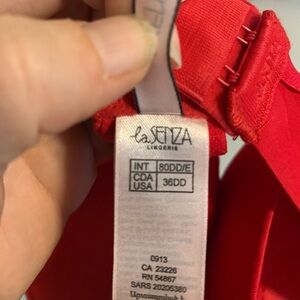 la SENZA
LINGERIE
INT 80DD/E
CDA USA 36DD
0913
CA 23226
RN 54867
SARS 20205380